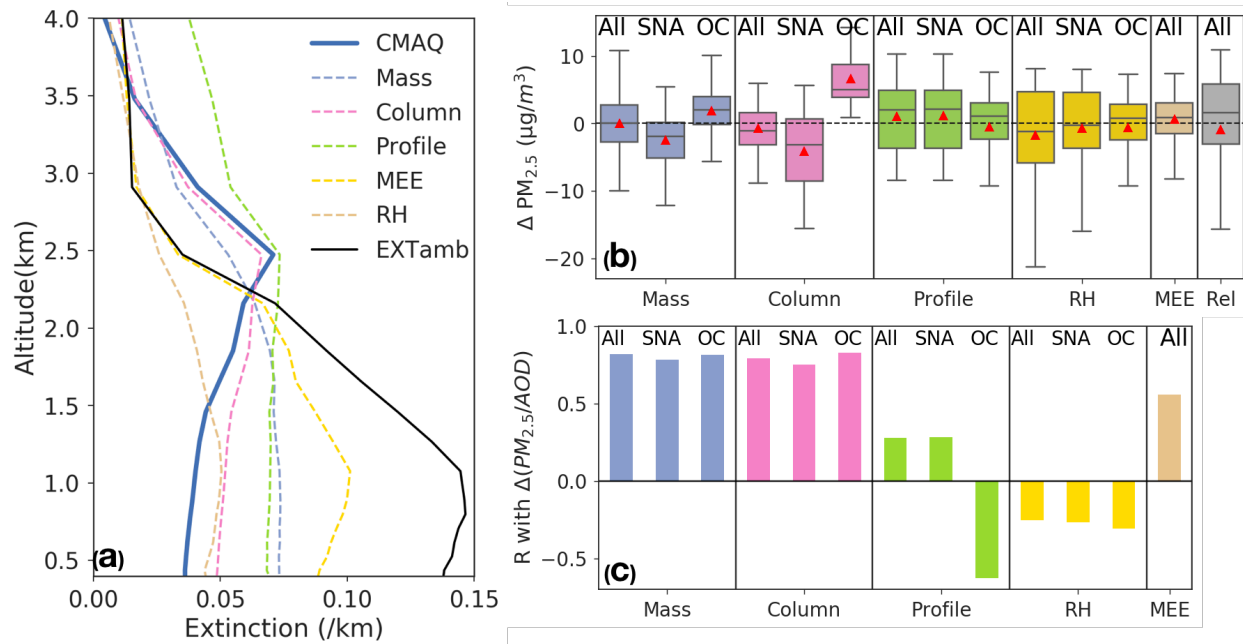 4.0
3.5
3.0
2.5
2.0
1.5
1.0
0.5
Altitude(km)
(a)
CMAQ
Mass
Column
Profile
MEE
RH
EXTamb
0.00 0.05 0.10 0.15
Extinction (/km)
All SNA OC All SNA OC All SNA OC All SNA OC All All
10
0
−10
−20
Δ PM2.5 (μg/m³)
(b)
Mass Column Profile RH MEE Rel
1.0
0.5
0.0
−0.5
R with Δ(PM2.5/AOD)
All SNA OC All SNA OC All SNA OC All SNA OC All
(c)
Mass Column Profile RH MEE